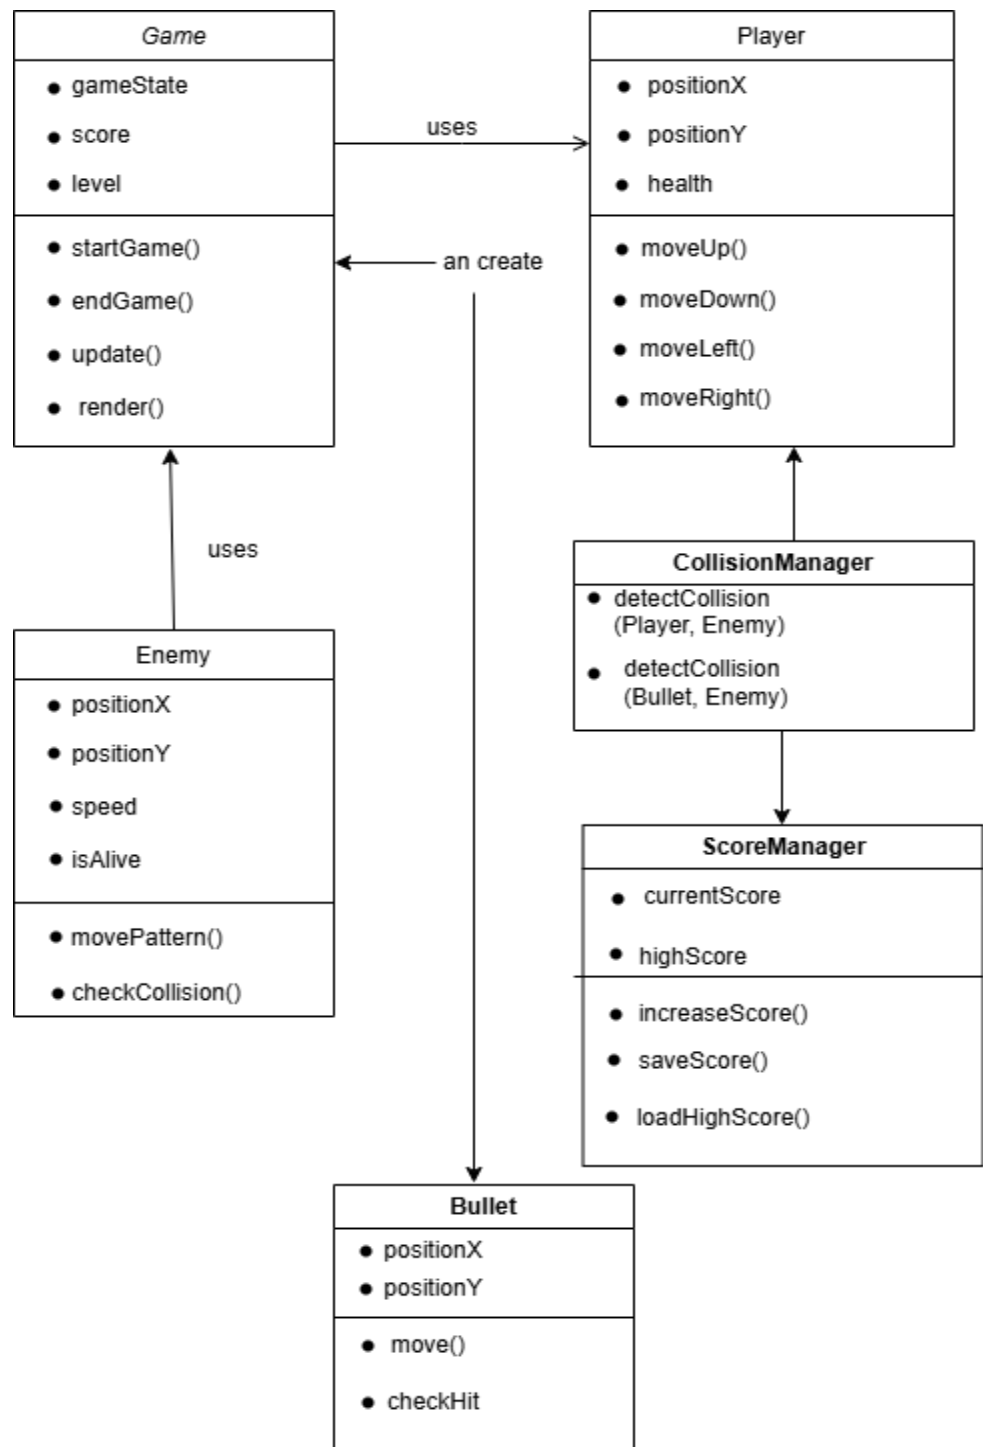 Game
gameState
score
level
startGame()
endGame()
update()
render()
uses
an create
Player
positionX
positionY
health
moveUp()
moveDown()
moveLeft()
moveRight()
uses
Enemy
positionX
positionY
speed
isAlive
movePattern()
checkCollision()
CollisionManager
detectCollision
(Player, Enemy)
detectCollision
(Bullet, Enemy)
ScoreManager
currentScore
highScore
increaseScore()
saveScore()
loadHighScore()
Bullet
positionX
positionY
move()
checkHit